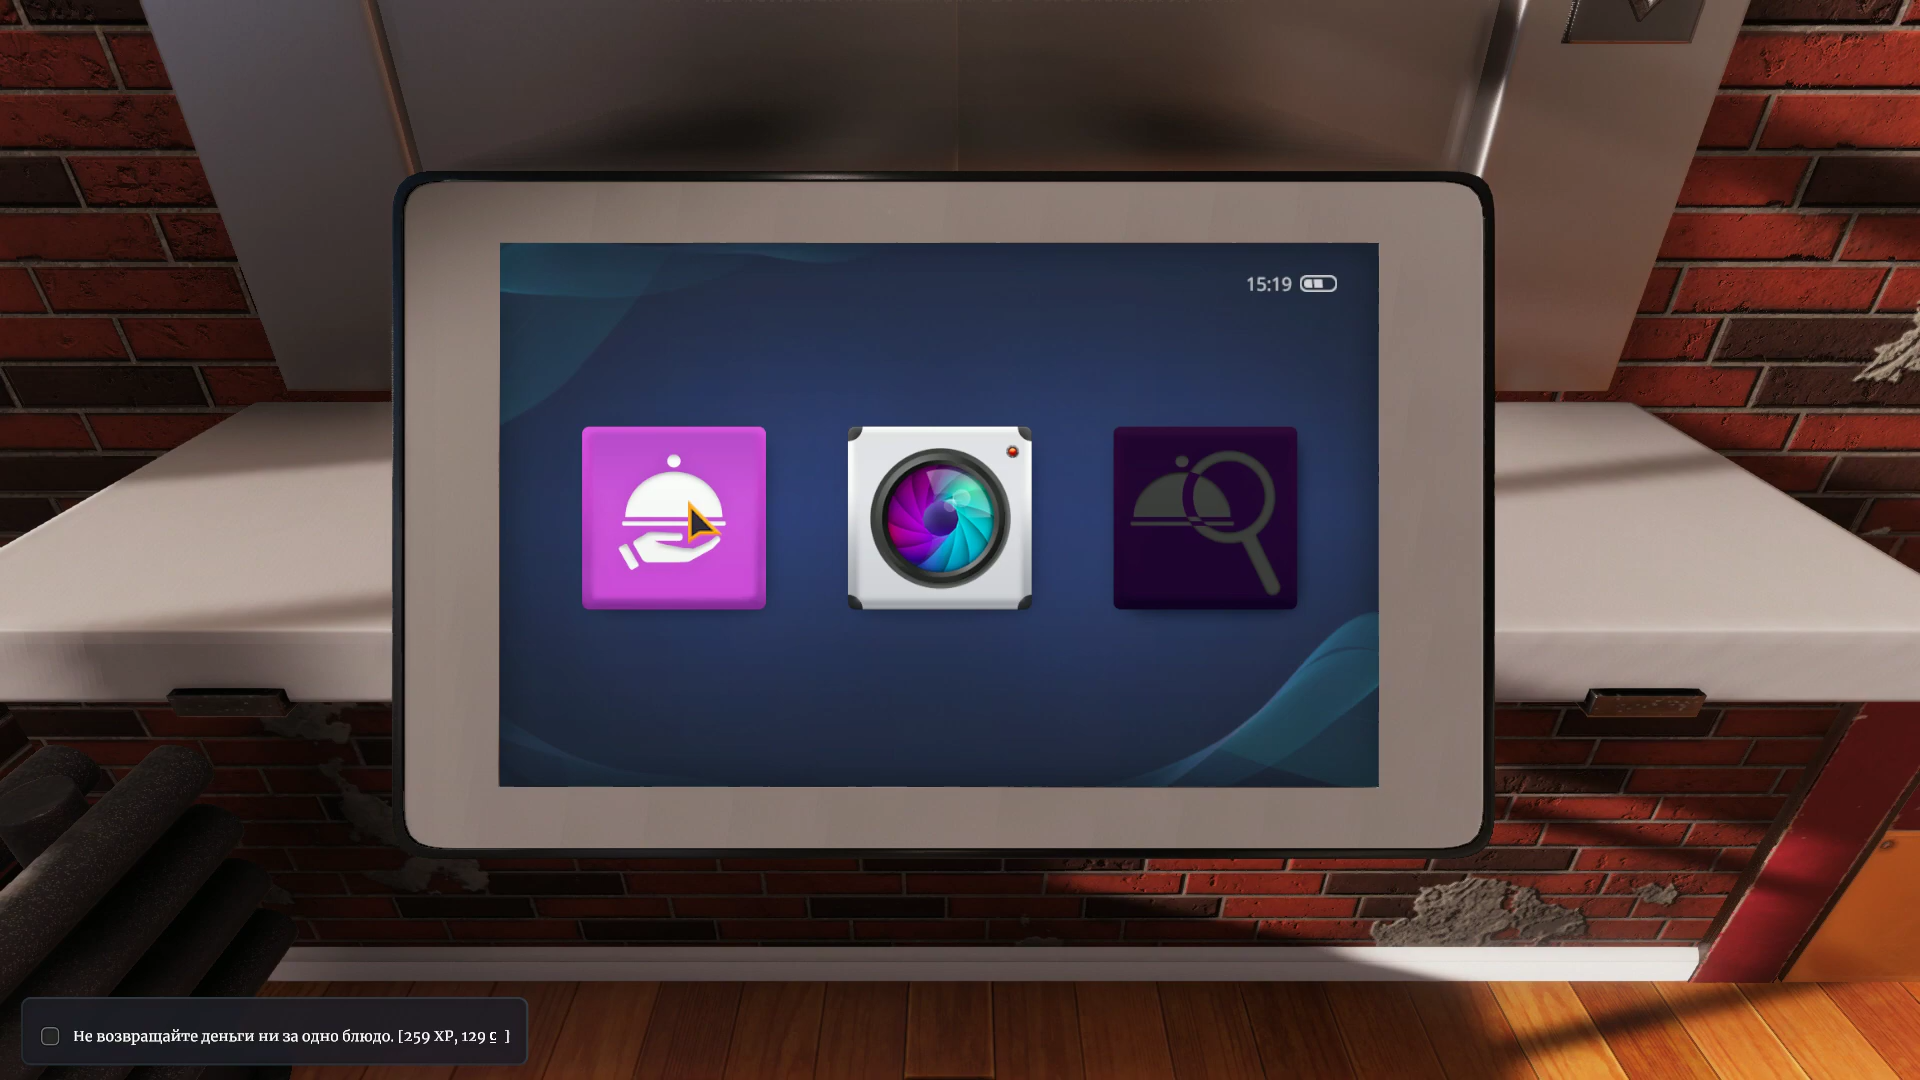 15:19
Не возвращайте деньги ни за одно блюдо. [259 XP, 129 ]